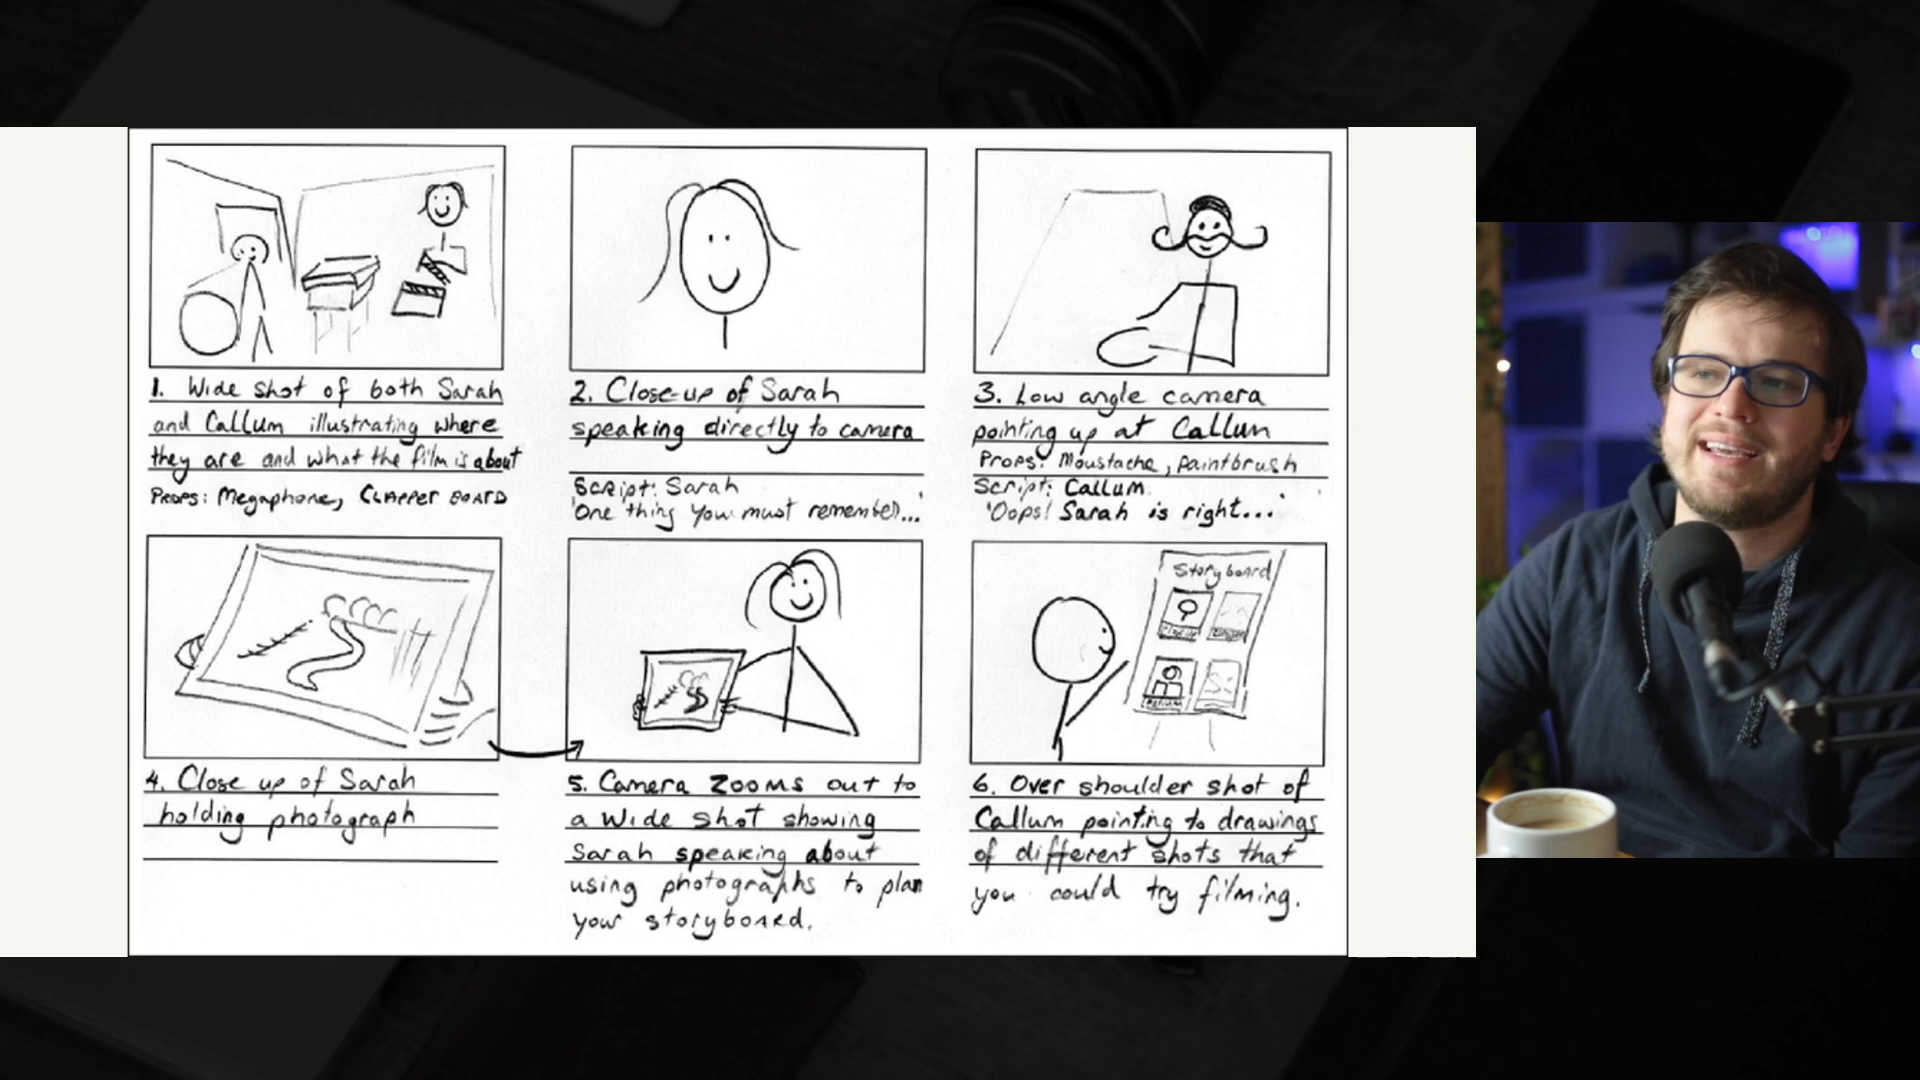 1. Wide shot of both Sarah
and Callum illustrating where
they are and what the film is about
Props: Megaphone, CLAPPER BOARD
2. Close-up of Sarah
speaking directly to camera
Script: Sarah
'One thing you must remember...'
3. Low angle camera
pointing up at Callum
Props: Moustache, paintbrush
Script: Callum
'Oops! Sarah is right...'
4. Close up of Sarah
holding photograph
5. Camera ZOOMS out to
a Wide shot showing
Sarah speaking about
using photographs to plan
your storyboard.
Storyboard
6. Over shoulder shot of
Callum pointing to drawings
of different shots that
you could try filming.